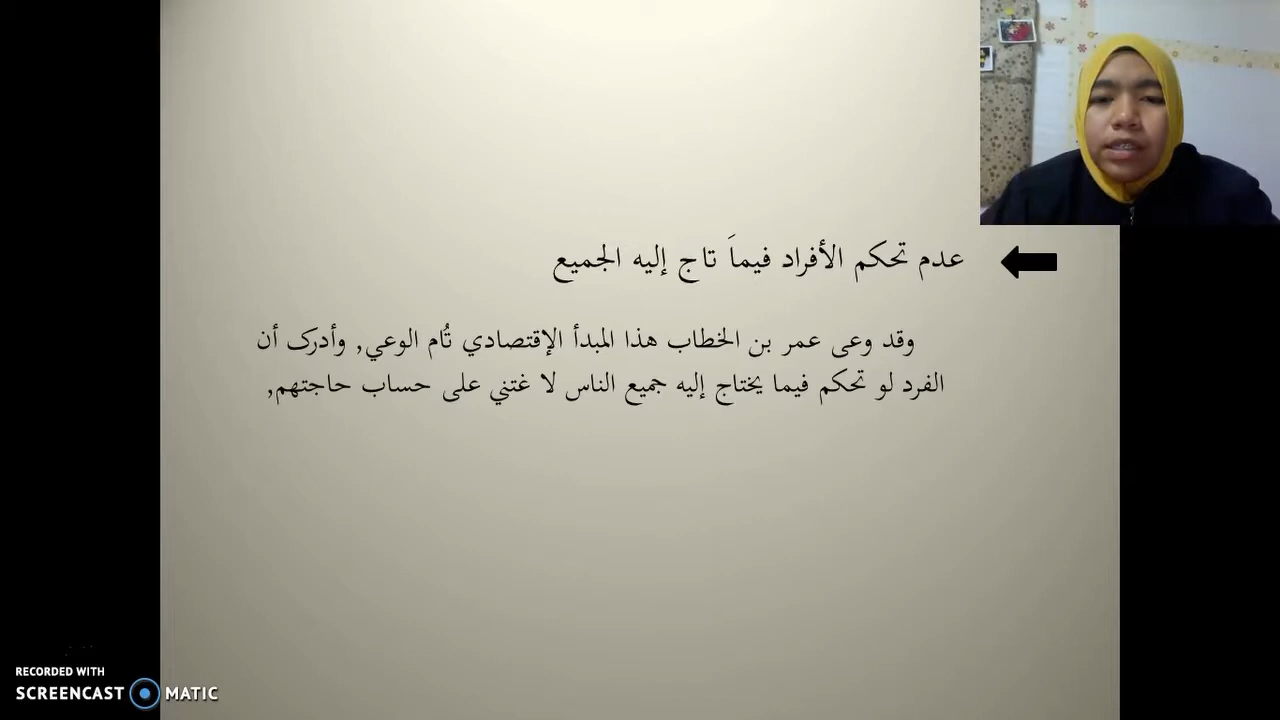 عدم تحكم الأفراد فيماَ تاج إليه الجميع
وقد وعى عمر بن الخطاب هذا المبدأ الإقتصادي تُام الوعي, وأدرك أن
الفرد لو تحكم فيما يختاج إليه جميع الناس لا غتني على حساب حاجتهم,
RECORDED WITH
SCREENCAST MATIC